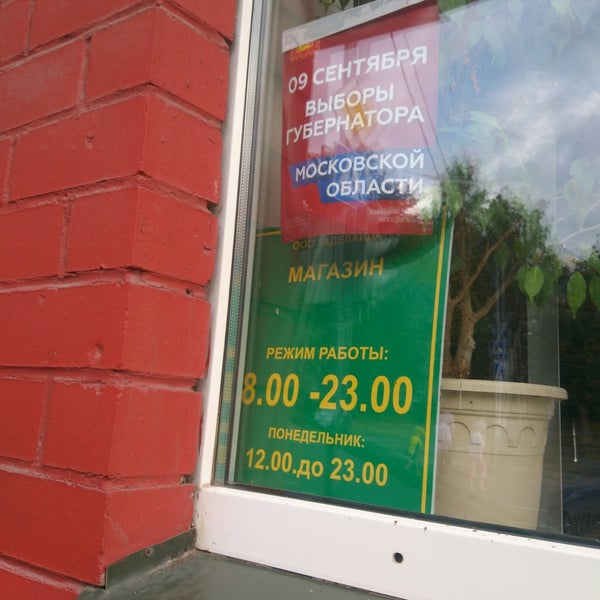 09 СЕНТЯБРЯ
ВЫБОРЫ
ГУБЕРНАТОРА
МОСКОВСКОЙ
ОБЛАСТИ
ООО
МАГАЗИН
РЕЖИМ РАБОТЫ:
8.00 -23.00
ПОНЕДЕЛЬНИК:
12.00.до 23.00